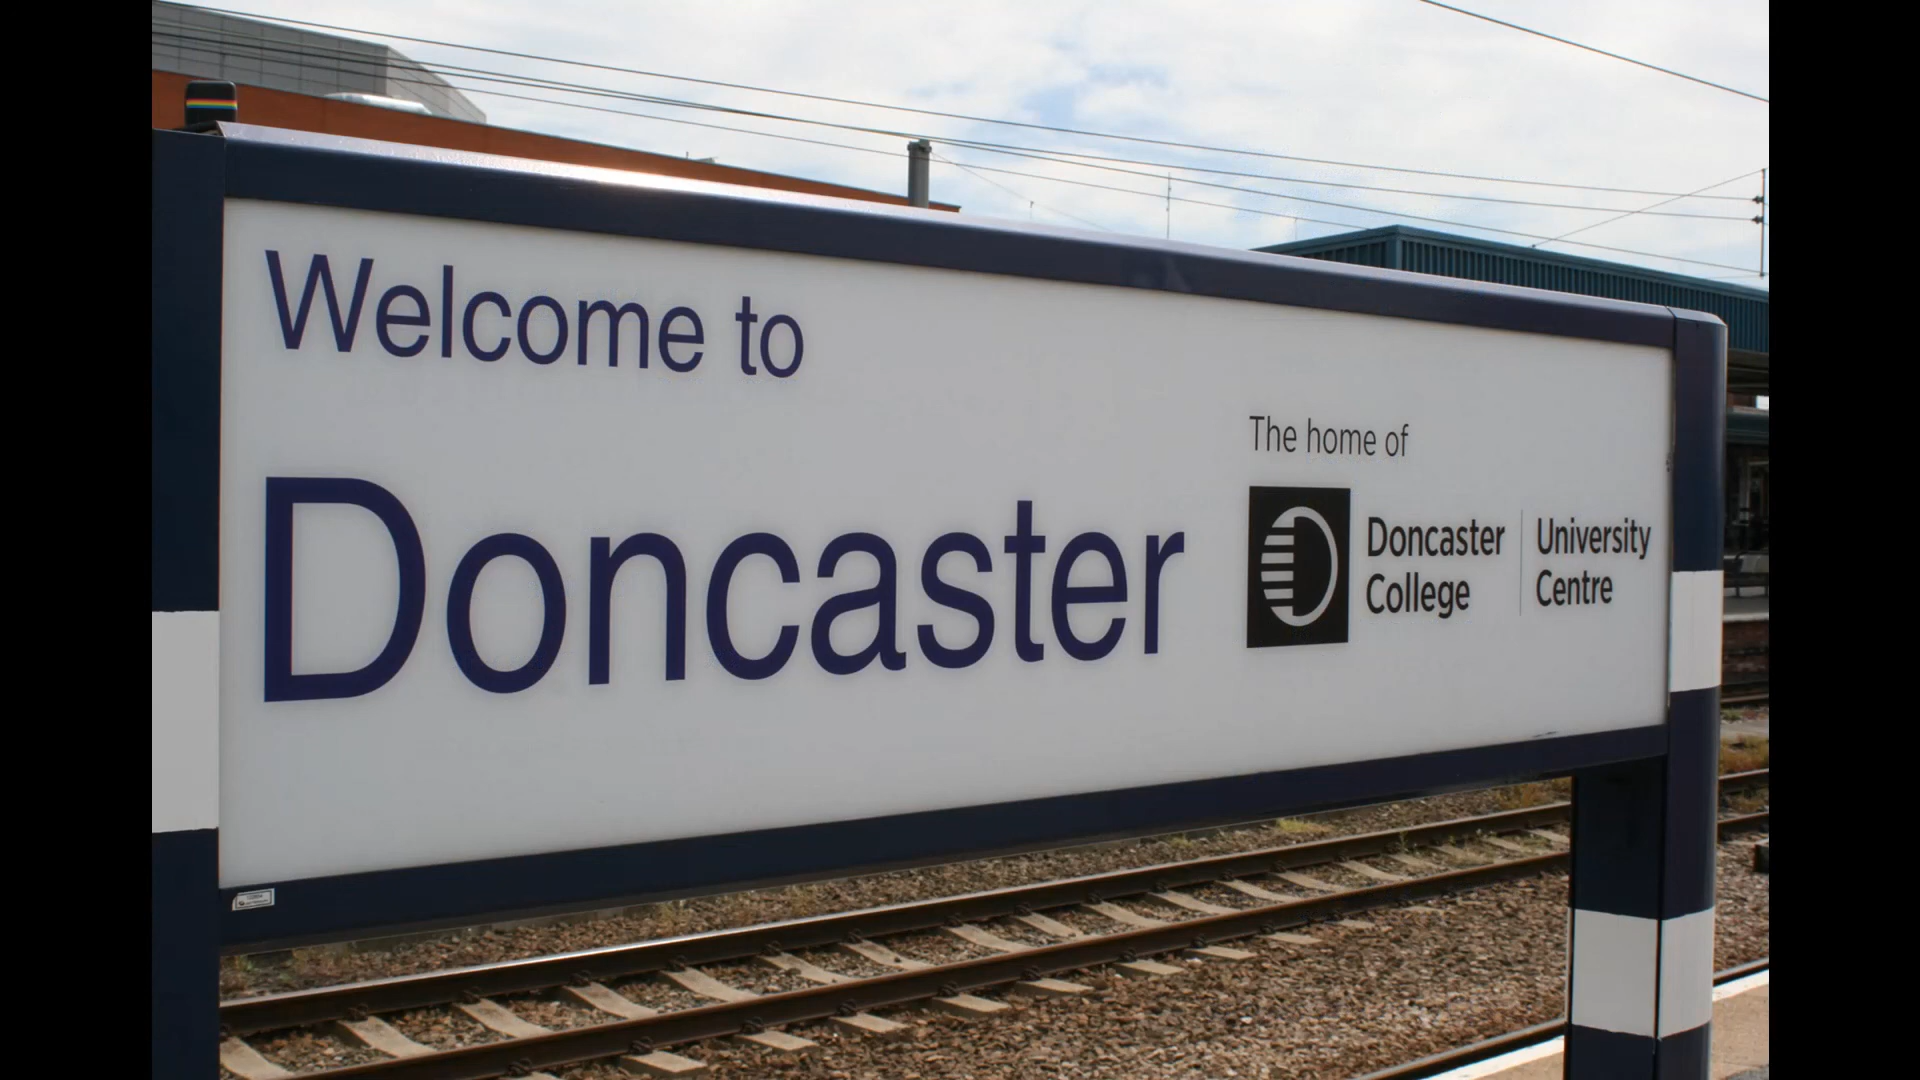 Welcome to
Doncaster
The home of
Doncaster College
University Centre